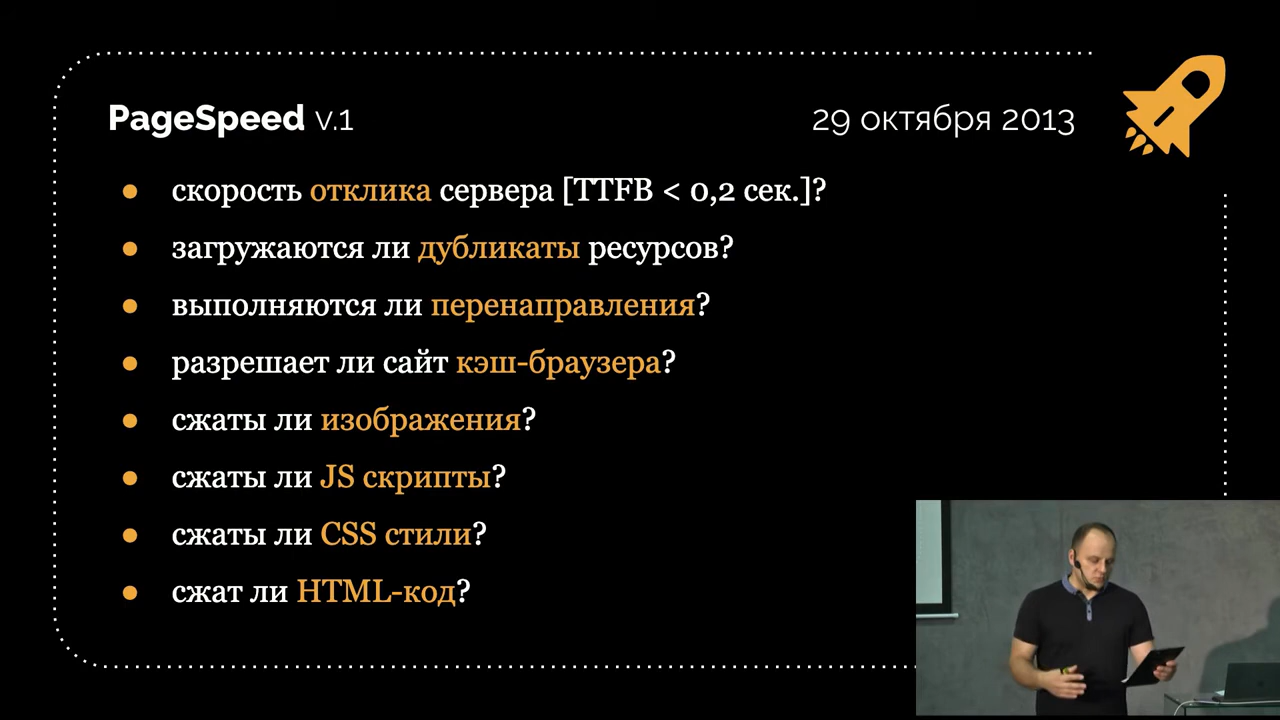 PageSpeed v.1
29 октября 2013
скорость отклика сервера [TTFB < 0,2 сек.]?
загружаются ли дубликаты ресурсов?
выполняются ли перенаправления?
разрешает ли сайт кэш-браузера?
сжаты ли изображения?
сжаты ли JS скрипты?
сжаты ли CSS стили?
сжат ли HTML-код?